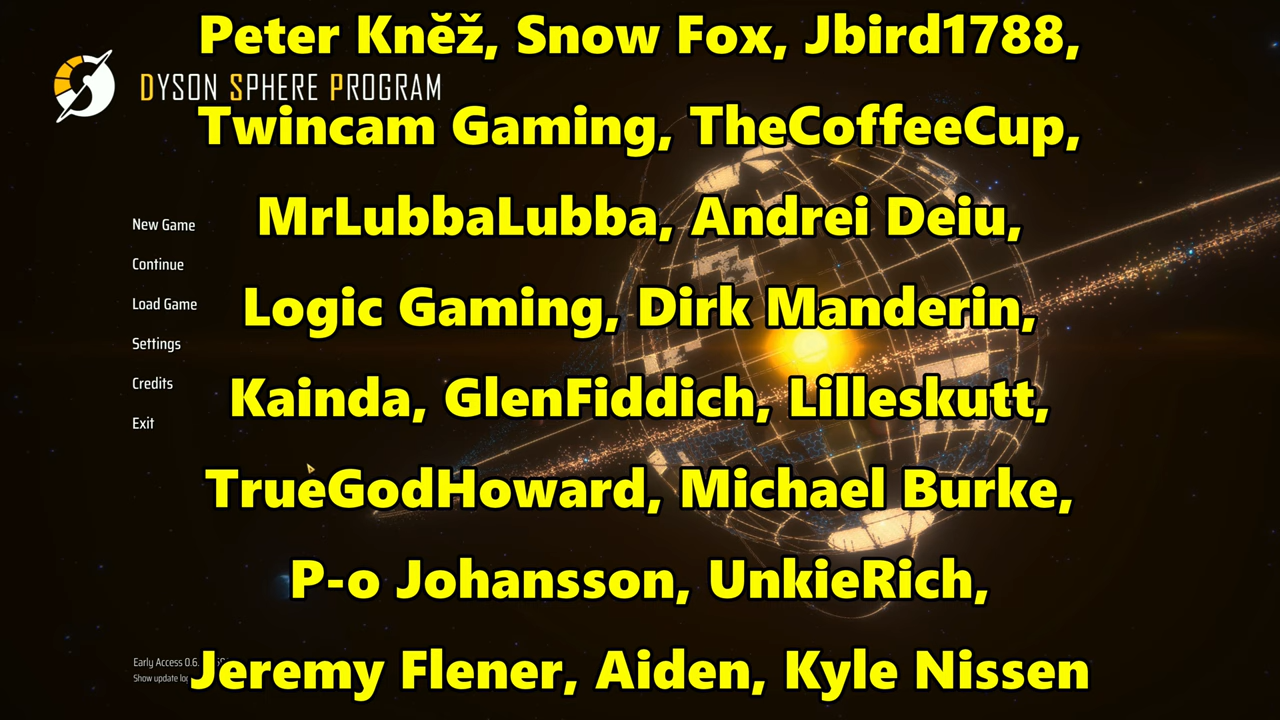 Peter Kněž, Snow Fox, Jbird1788,
DYSON SPHERE PROGRAM
Twincam Gaming, TheCoffeeCup,
New Game
MrLubbaLubba, Andrei Deiu,
Continue
Load Game
Logic Gaming, Dirk Manderin,
Settings
Credits
Kainda, GlenFiddich, Lilleskutt,
Exit
TrueGodHoward, Michael Burke,
P-o Johansson, UnkieRich,
Early Access
Show update
Jeremy Flener, Aiden, Kyle Nissen